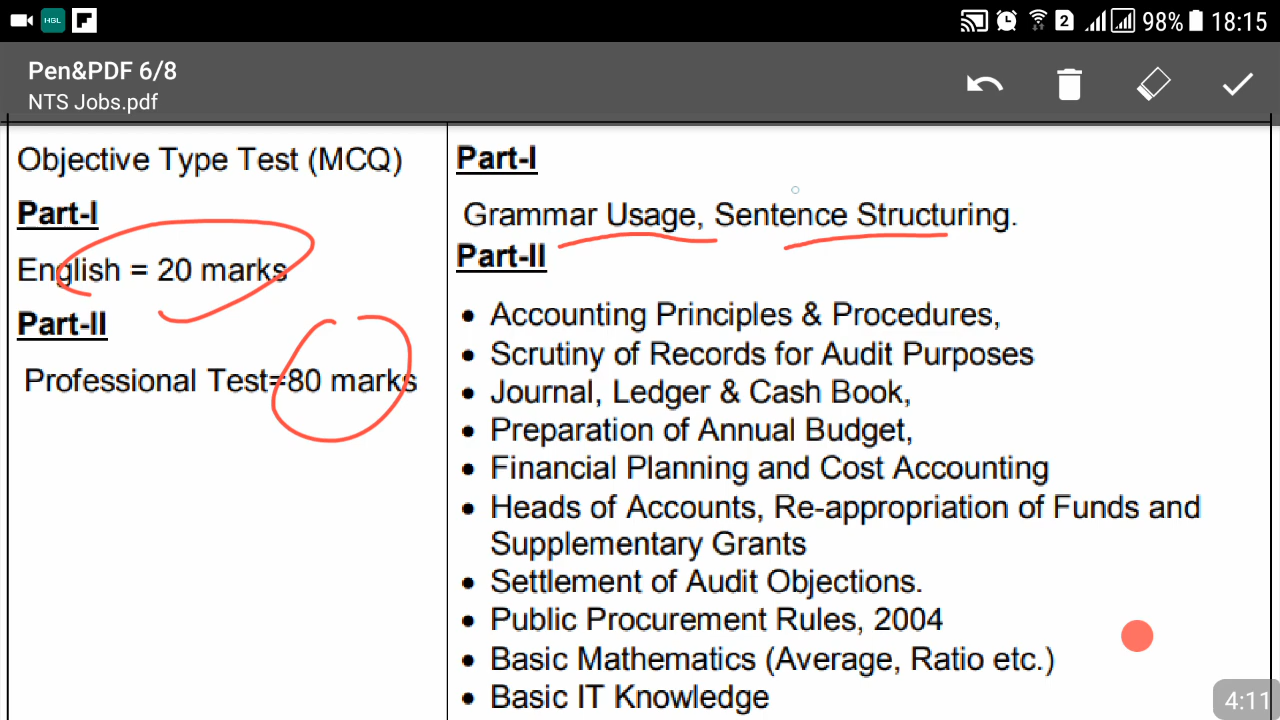 HGL
2
98%
18:15
Pen&PDF 6/8
NTS Jobs.pdf
Objective Type Test (MCQ)
Part-I
English = 20 marks
Part-II
Professional Test=80 marks
Part-I
Grammar Usage, Sentence Structuring.
Part-II
• Accounting Principles & Procedures,
• Scrutiny of Records for Audit Purposes
• Journal, Ledger & Cash Book,
• Preparation of Annual Budget,
• Financial Planning and Cost Accounting
• Heads of Accounts, Re-appropriation of Funds and
Supplementary Grants
• Settlement of Audit Objections.
• Public Procurement Rules, 2004
• Basic Mathematics (Average, Ratio etc.)
• Basic IT Knowledge
4:11